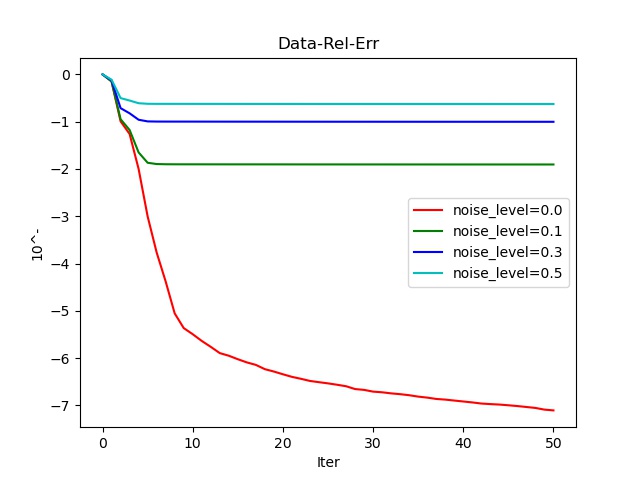 Data-Rel-Err
0
−1
−2
−3
−4
−5
−6
−7
10^-
noise_level=0.0
noise_level=0.1
noise_level=0.3
noise_level=0.5
0
10
20
30
40
50
Iter